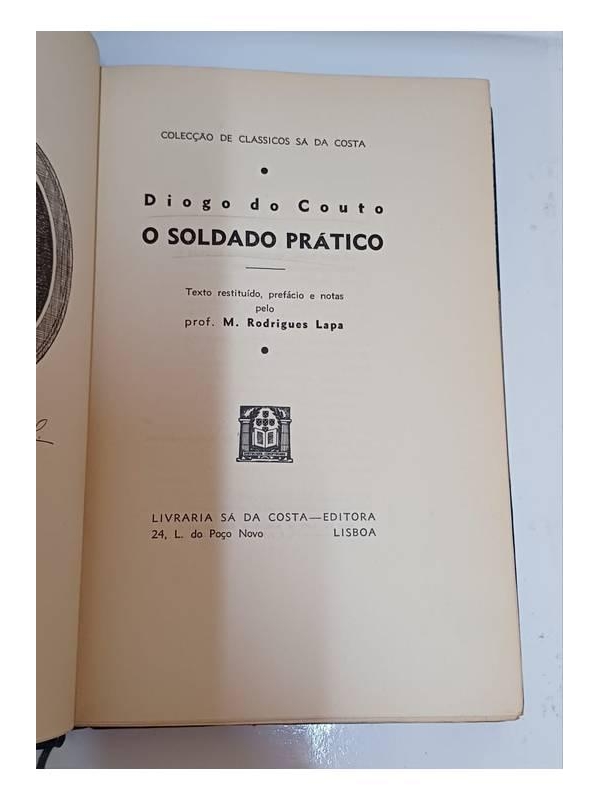 COLECÇÃO DE CLÁSSICOS SÁ DA COSTA
Diogo do Couto
O SOLDADO PRÁTICO
Texto restituído, prefácio e notas
pelo
prof. M. Rodrigues Lapa
LIVRARIA SÁ DA COSTA—EDITORA
24, L. do Poço Novo LISBOA